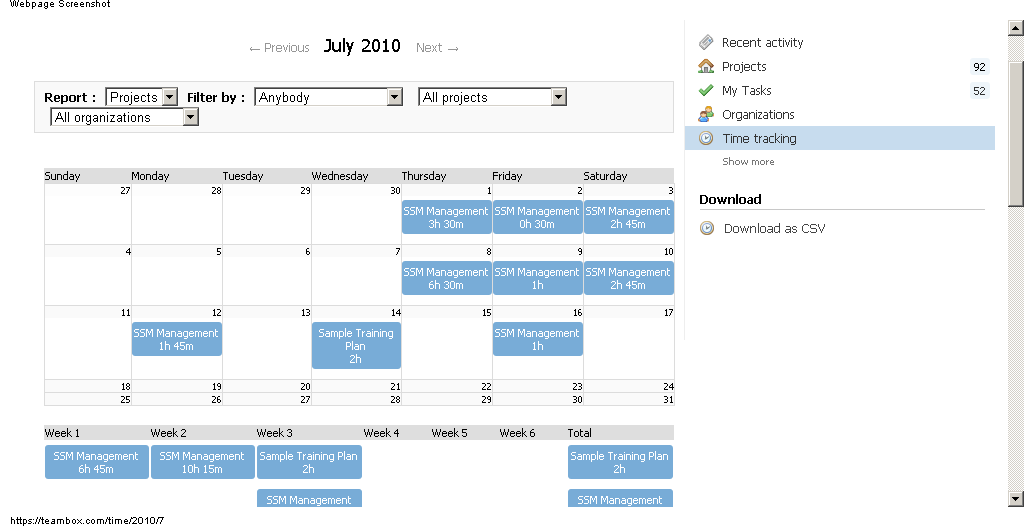 Webpage Screenshot
← Previous July 2010 Next →
Report : Projects Filter by : Anybody All projects
All organizations
Sunday Monday Tuesday Wednesday Thursday Friday Saturday
27 28 29 30 1 2 3
SSM Management SSM Management SSM Management
3h 30m 0h 30m 2h 45m
4 5 6 7 8 9 10
SSM Management SSM Management SSM Management
6h 30m 1h 2h 45m
11 12 13 14 15 16 17
SSM Management Sample Training SSM Management
1h 45m Plan 1h
2h
18 19 20 21 22 23 24
25 26 27 28 29 30 31
Week 1 Week 2 Week 3 Week 4 Week 5 Week 6 Total
SSM Management SSM Management Sample Training Plan Sample Training Plan
6h 45m 10h 15m 2h 2h
SSM Management SSM Management
Recent activity
Projects 92
My Tasks 52
Organizations
Time tracking
Show more
Download
Download as CSV
https://teambox.com/time/2010/7